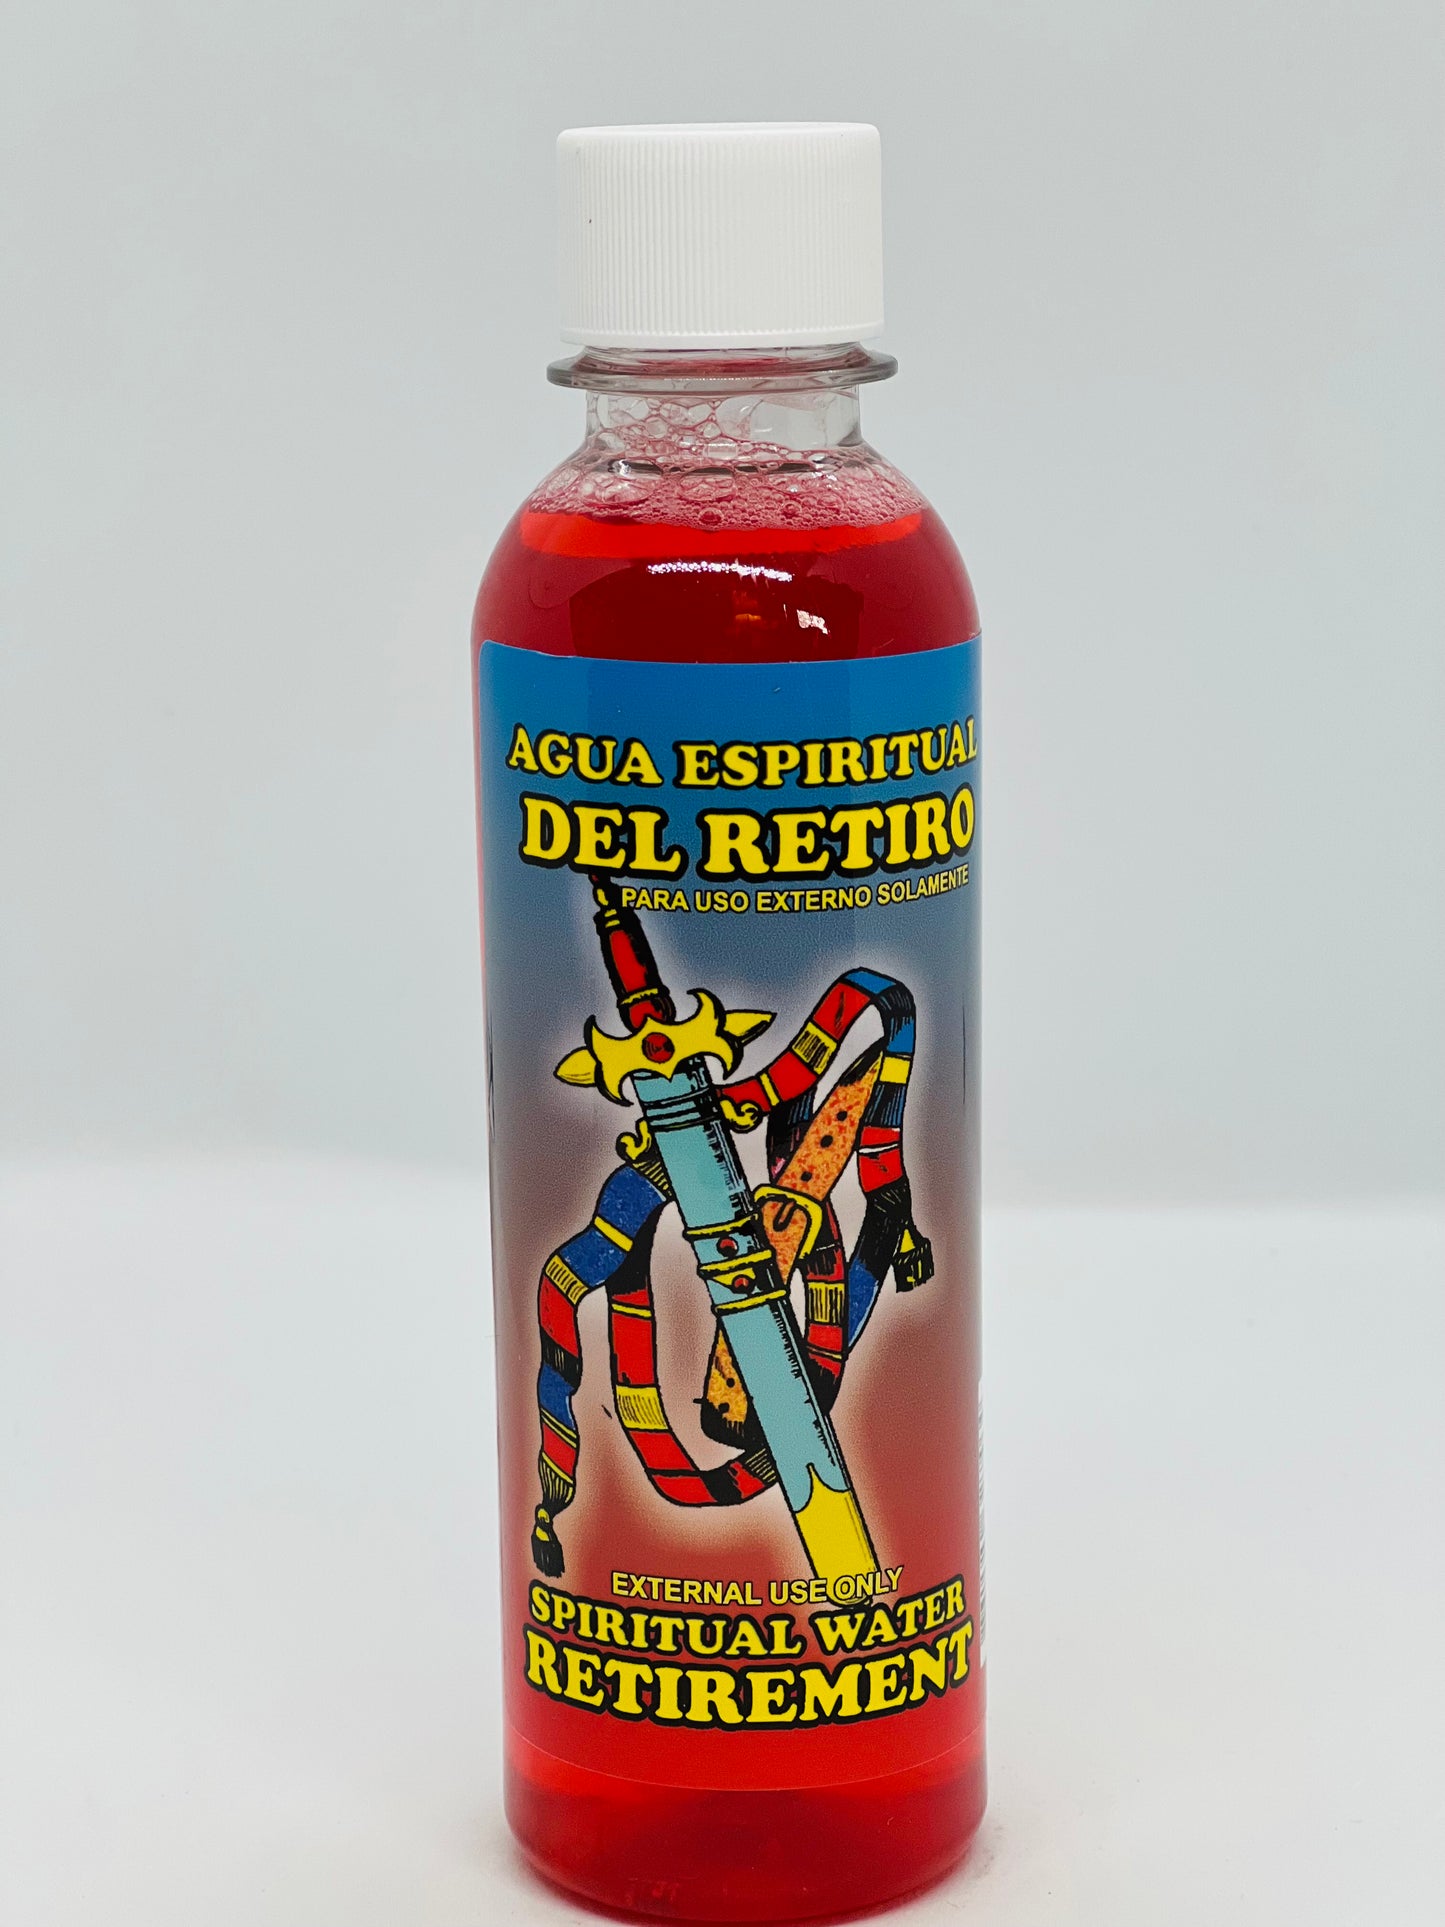 AGUA ESPIRITUAL
DEL RETIRO
PARA USO EXTERNO SOLAMENTE
EXTERNAL USE ONLY
SPIRITUAL WATER
RETIREMENT